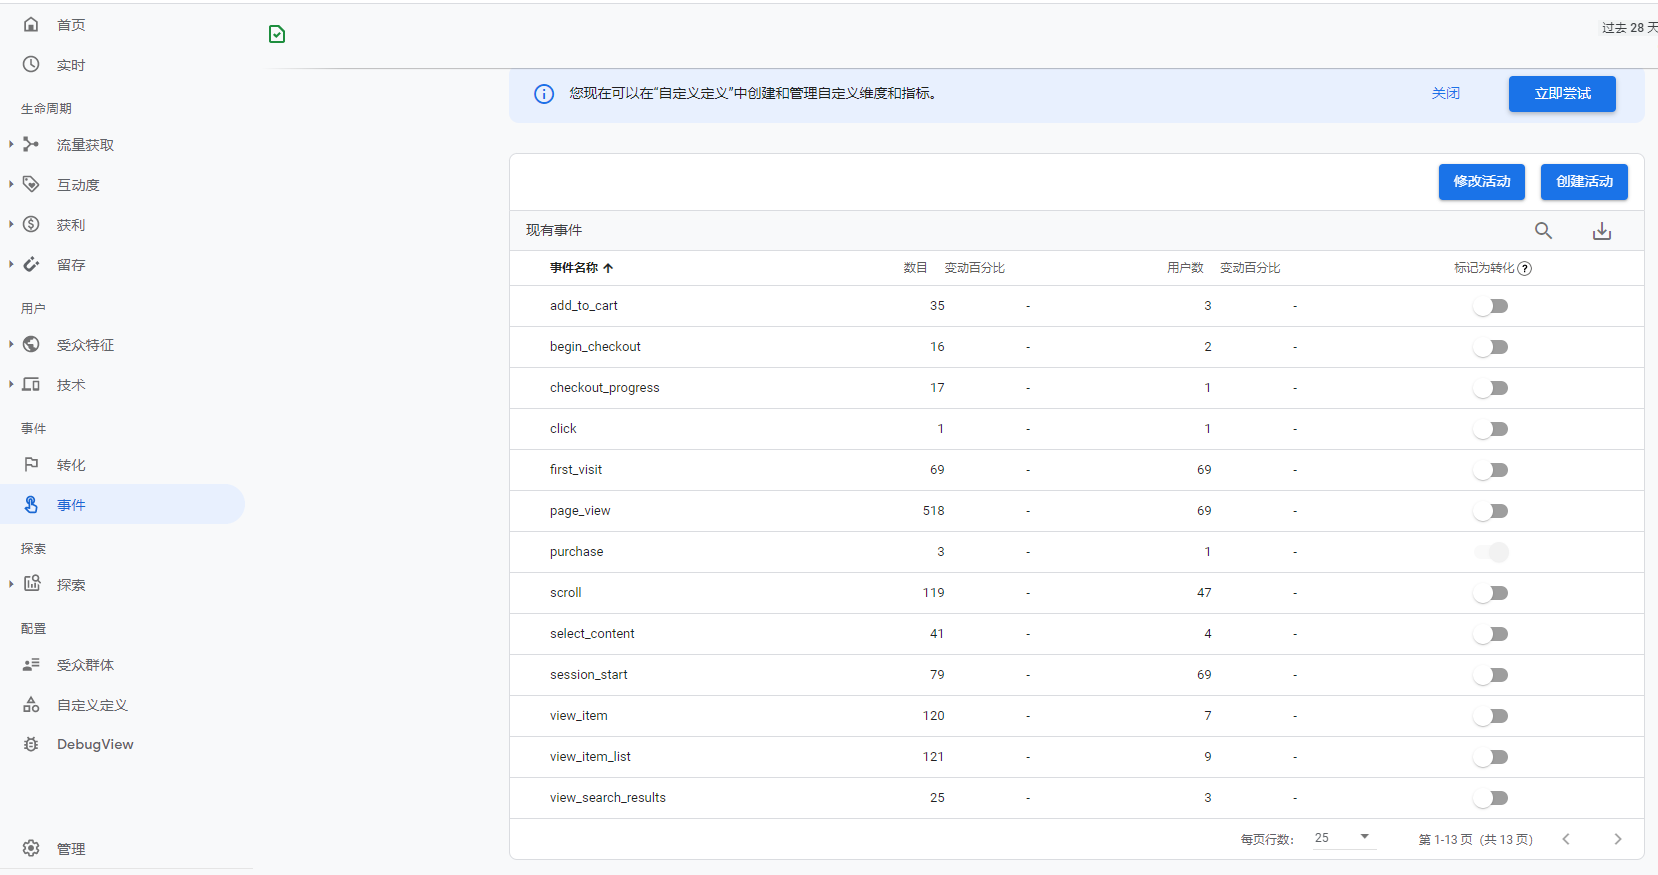 首页
实时
生命周期
流量获取
互动度
获利
留存
用户
受众特征
技术
事件
转化
事件
探索
探索
配置
受众群体
自定义定义
DebugView
管理
过去 28 天
您现在可以在“自定义定义”中创建和管理自定义维度和指标。 关闭 立即尝试
修改活动 创建活动
现有事件
事件名称 数目 变动百分比 用户数 变动百分比 标记为转化
add_to_cart 35 - 3 -
begin_checkout 16 - 2 -
checkout_progress 17 - 1 -
click 1 - 1 -
first_visit 69 - 69 -
page_view 518 - 69 -
purchase 3 - 1 -
scroll 119 - 47 -
select_content 41 - 4 -
session_start 79 - 69 -
view_item 120 - 7 -
view_item_list 121 - 9 -
view_search_results 25 - 3 -
每页行数: 25 第 1-13 页 (共 13 页)